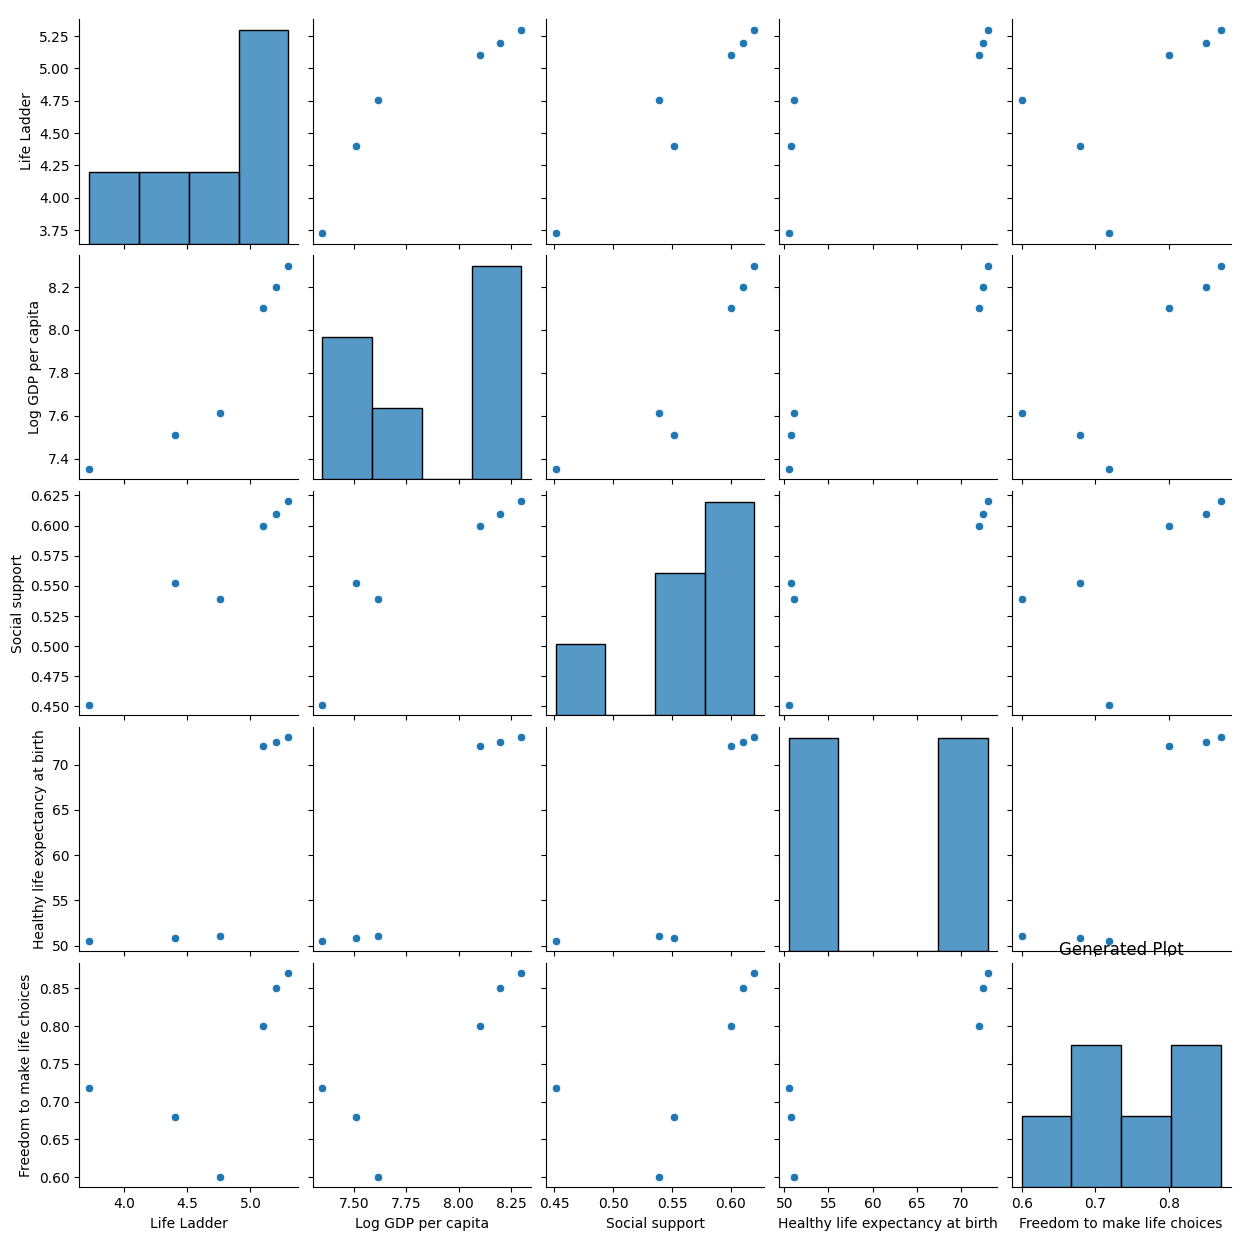 5.25
5.00
4.75
4.50
4.25
4.00
3.75
Life Ladder
8.2
8.0
7.8
7.6
7.4
Log GDP per capita
0.625
0.600
0.575
0.550
0.525
0.500
0.475
0.450
Social support
70
65
60
55
50
Healthy life expectancy at birth
Generated Plot
0.85
0.80
0.75
0.70
0.65
0.60
Freedom to make life choices
4.0 4.5 5.0
7.50 7.75 8.00 8.25
0.45 0.50 0.55 0.60
50 55 60 65 70
0.6 0.7 0.8
Life Ladder
Log GDP per capita
Social support
Healthy life expectancy at birth
Freedom to make life choices